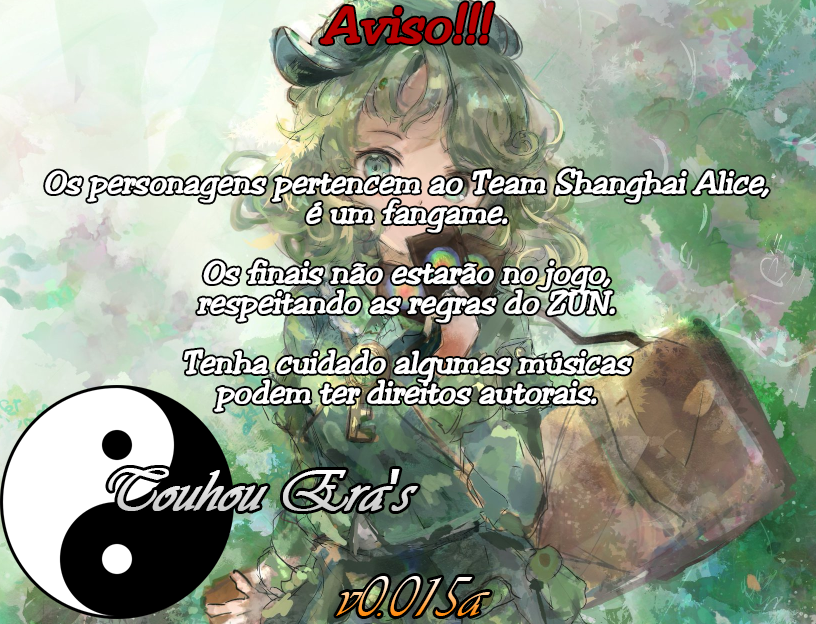 Aviso!!!
Os personagens pertencem ao Team Shanghai Alice,
é um fangame.
Os finais não estarão no jogo,
respeitando as regras do ZUN.
Tenha cuidado algumas músicas
podem ter direitos autorais.
Touhou Era's
v0.015a